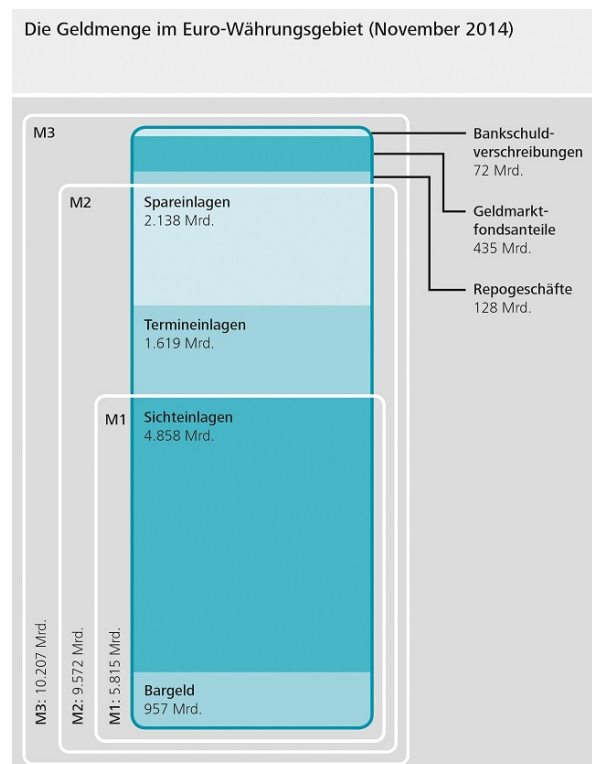 Die Geldmenge im Euro-Währungsgebiet (November 2014)
M3
Bankschuld-
verschreibungen
72 Mrd.
M2
Spareinlagen
2.138 Mrd.
Geldmarkt-
fondsanteile
435 Mrd.
Repogeschäfte
128 Mrd.
Termineinlagen
1.619 Mrd.
M1
Sichteinlagen
4.858 Mrd.
Bargeld
957 Mrd.
M3: 10.207 Mrd.
M2: 9.572 Mrd.
M1: 5.815 Mrd.